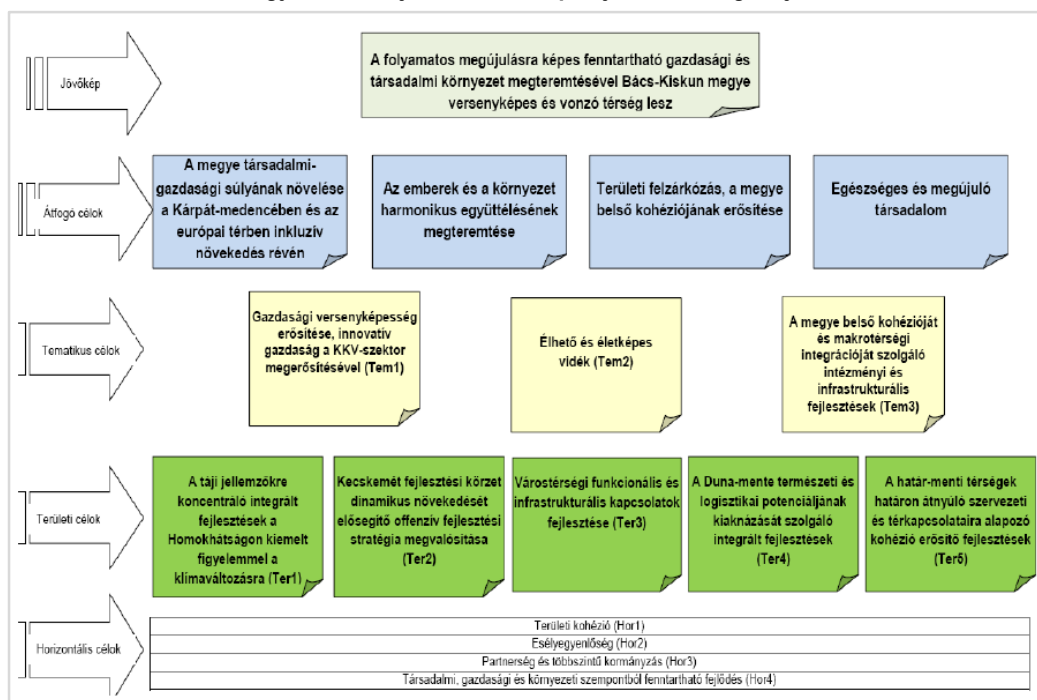 Jövőkép
A folyamatos megújulásra képes fenntartható gazdasági és
társadalmi környezet megteremtésével Bács-Kiskun megye
versenyképes és vonzó térség lesz
Átfogó célok
A megye társadalmi-
gazdasági súlyának növelése
a Kárpát-medencében és az
európai térben inkluzív
növekedés révén
Az emberek és a környezet
harmonikus együttélésének
megteremtése
Területi felzárkózás, a megye
belső kohéziójának erősítése
Egészséges és megújuló
társadalom
Tematikus célok
Gazdasági versenyképesség
erősítése, innovatív
gazdaság a KKV-szektor
megerősítésével (Tem1)
Élhető és életképes
vidék (Tem2)
A megye belső kohézióját
és makrotérségi
integrációját szolgáló
intézményi és
infrastrukturális
fejlesztések (Tem3)
Területi célok
A táji jellemzőkre
koncentráló integrált
fejlesztések a
Homokhátságon kiemelt
figyelemmel a
klímaváltozásra (Ter1)
Kecskemét fejlesztési körzet
dinamikus növekedését
elősegítő offenzív fejlesztési
stratégia megvalósítása
(Ter2)
Várostérségi funkcionális és
infrastrukturális kapcsolatok
fejlesztése (Ter3)
A Duna-mente természeti és
logisztikai potenciáljának
kiaknázását szolgáló
integrált fejlesztések
(Ter4)
A határ-menti térségek
határon átnyúló szervezeti
és térkapcsolataira alapozó
kohézió erősítő fejlesztések
(Ter5)
Horizontális célok
Területi kohézió (Hor1)
Esélyegyenlőség (Hor2)
Partnerség és többszintű kormányzás (Hor3)
Társadalmi, gazdasági és környezeti szempontból fenntartható fejlődés (Hor4)